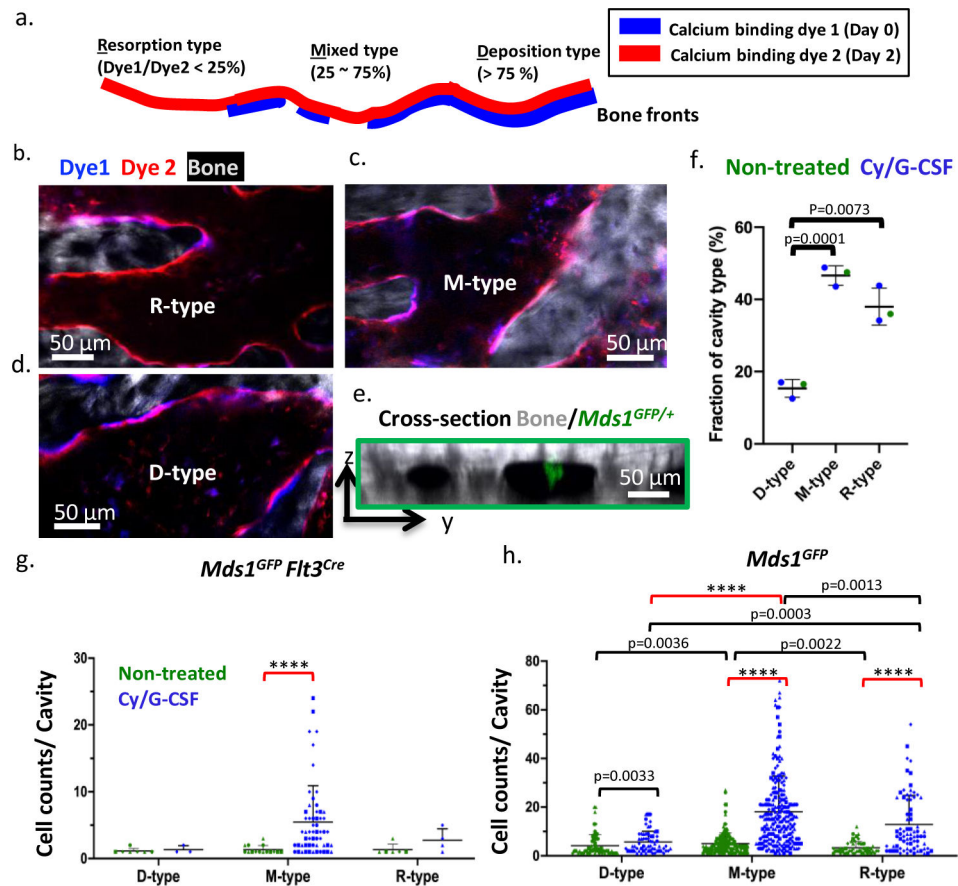 a.
Resorption type
(Dye1/Dye2 < 25%)
Mixed type
(25 ~ 75%)
Deposition type
(> 75 %)
Calcium binding dye 1 (Day 0)
Calcium binding dye 2 (Day 2)
Bone fronts
b.
Dye1 Dye 2 Bone
R-type
50 µm
c.
M-type
50 µm
d.
D-type
50 µm
e.
Cross-section Bone/Mds1GFP/+
z
y
50 µm
f.
Non-treated Cy/G-CSF
P=0.0073
p=0.0001
Fraction of cavity type (%)
60
40
20
0
D-type
M-type
R-type
g.
Mds1GFP Flt3Cre
Non-treated
Cy/G-CSF
****
Cell counts/ Cavity
30
20
10
0
D-type
M-type
R-type
h.
Mds1GFP
****
p=0.0013
p=0.0003
p=0.0036
p=0.0022
****
****
p=0.0033
Cell counts/ Cavity
80
60
40
20
0
D-type
M-type
R-type